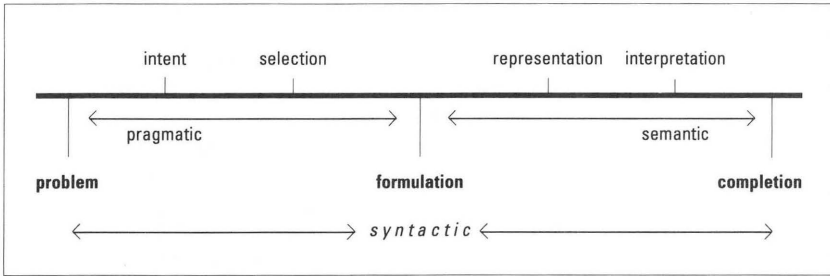 intent selection representation interpretation
pragmatic semantic
problem formulation completion
syntactic